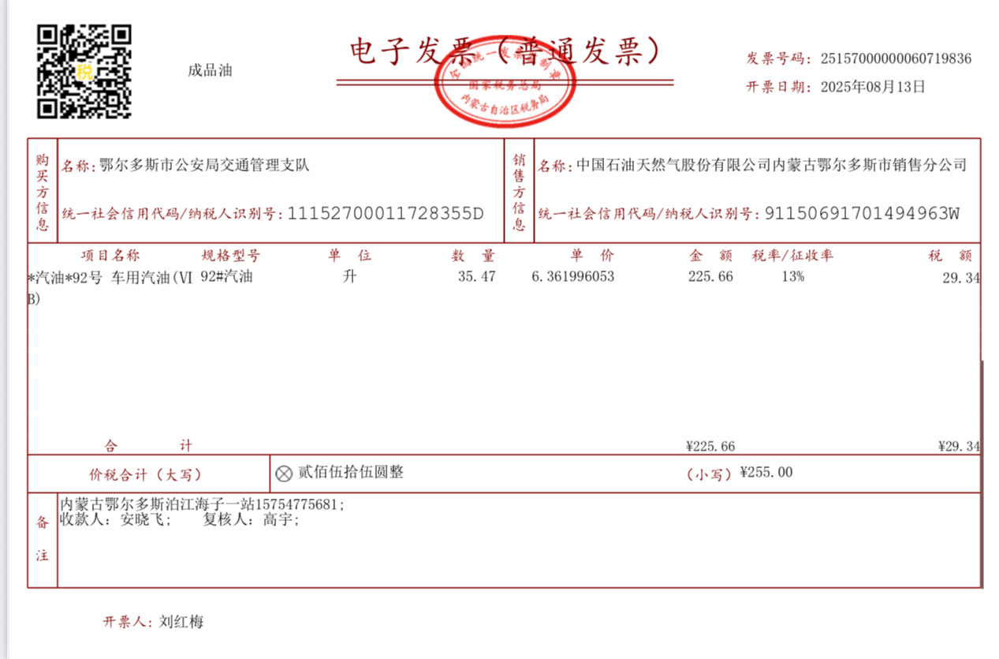 电子发票（普通发票）
税
成品油
全国统一发票监制章
国家税务总局
内蒙古自治区税务局
发票号码：25157000000060719836
开票日期：2025年08月13日
购买方信息
名称：鄂尔多斯市公安局交通管理支队
统一社会信用代码/纳税人识别号：11152700011728355D
销售方信息
名称：中国石油天然气股份有限公司内蒙古鄂尔多斯市销售分公司
统一社会信用代码/纳税人识别号：91150691701494963W
项目名称 规格型号 单 位 数 量 单 价 金 额 税率/征收率 税 额
*汽油*92号 车用汽油(VI 92#汽油 升 35.47 6.361996053 225.66 13% 29.34
B)
合 计 ¥225.66 ¥29.34
价税合计（大写） ⊗ 贰佰伍拾伍圆整 （小写）¥255.00
备注
内蒙古鄂尔多斯泊江海子一站15754775681;
收款人：安晓飞; 复核人：高宇;
开票人：刘红梅